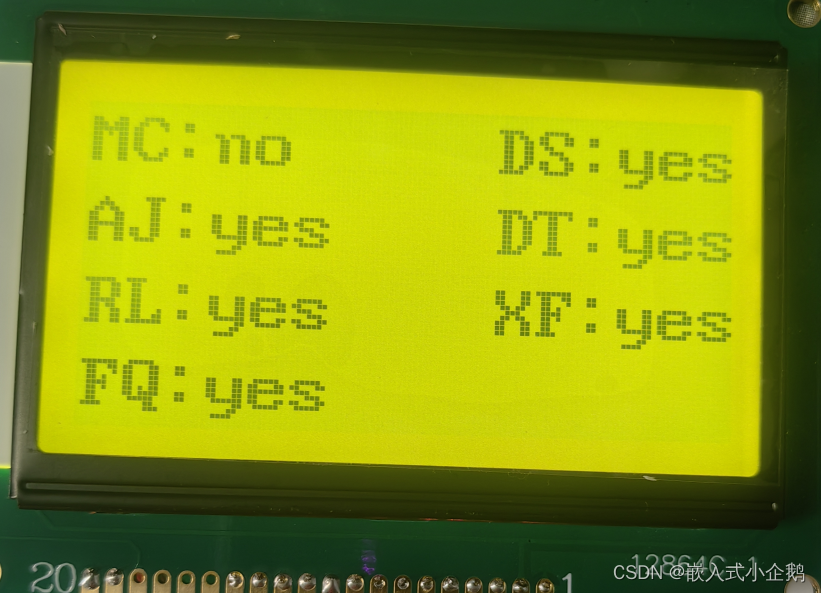 MC:no DS:yes
AJ:yes DT:yes
RL:yes XF:yes
FQ:yes
20 1
12864C-1
CSDN @嵌入式小企鹅